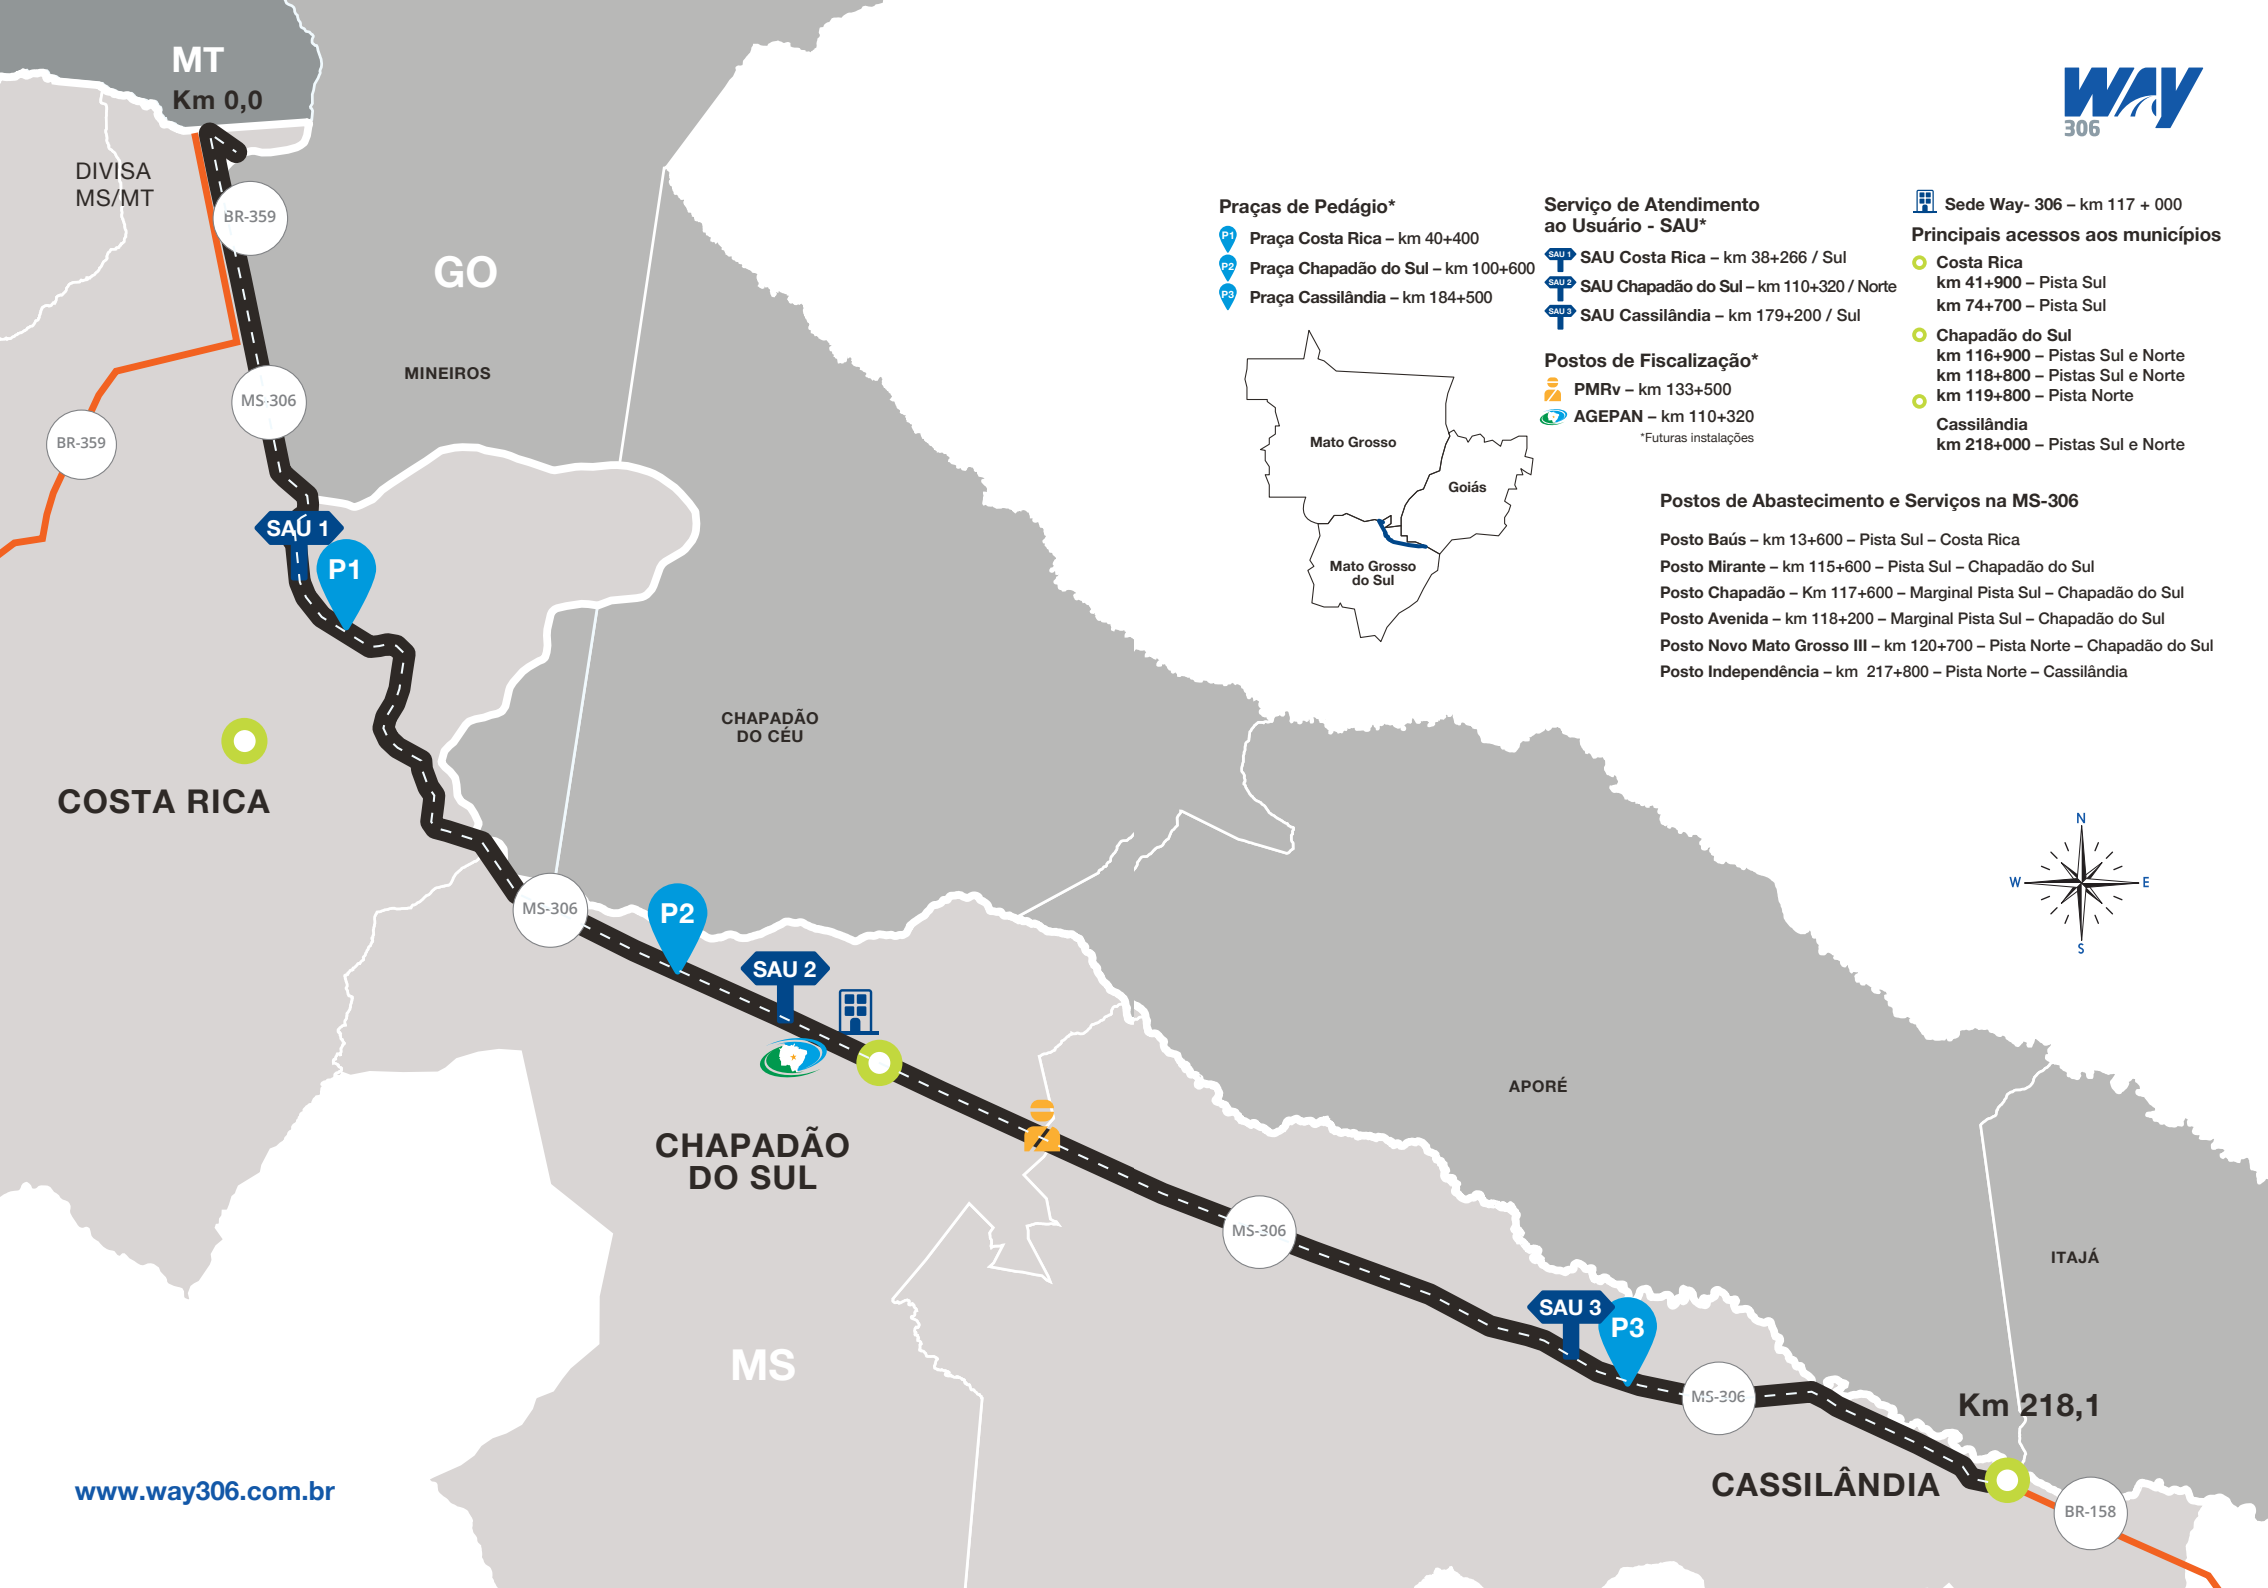 MT
Km 0,0
DIVISA
MS/MT
BR-359
GO
MINEIROS
MS-306
BR-359
SAU 1
P1
COSTA RICA
CHAPADÃO
DO CÉU
MS-306
P2
SAU 2
CHAPADÃO
DO SUL
MS
APORÉ
MS-306
SAU 3
P3
MS-306
ITAJÁ
Km 218,1
CASSILÂNDIA
BR-158
www.way306.com.br
WAY
306
Praças de Pedágio*
P1 Praça Costa Rica – km 40+400
P2 Praça Chapadão do Sul – km 100+600
P3 Praça Cassilândia – km 184+500
Serviço de Atendimento
ao Usuário - SAU*
SAU 1 SAU Costa Rica – km 38+266 / Sul
SAU 2 SAU Chapadão do Sul – km 110+320 / Norte
SAU 3 SAU Cassilândia – km 179+200 / Sul
Postos de Fiscalização*
PMRv – km 133+500
AGEPAN – km 110+320
*Futuras instalações
Sede Way- 306 – km 117 + 000
Principais acessos aos municípios
Costa Rica
km 41+900 – Pista Sul
km 74+700 – Pista Sul
Chapadão do Sul
km 116+900 – Pistas Sul e Norte
km 118+800 – Pistas Sul e Norte
km 119+800 – Pista Norte
Cassilândia
km 218+000 – Pistas Sul e Norte
Mato Grosso
Goiás
Mato Grosso
do Sul
Postos de Abastecimento e Serviços na MS-306
Posto Baús – km 13+600 – Pista Sul – Costa Rica
Posto Mirante – km 115+600 – Pista Sul – Chapadão do Sul
Posto Chapadão – Km 117+600 – Marginal Pista Sul – Chapadão do Sul
Posto Avenida – km 118+200 – Marginal Pista Sul – Chapadão do Sul
Posto Novo Mato Grosso III – km 120+700 – Pista Norte – Chapadão do Sul
Posto Independência – km 217+800 – Pista Norte – Cassilândia
N
W
E
S